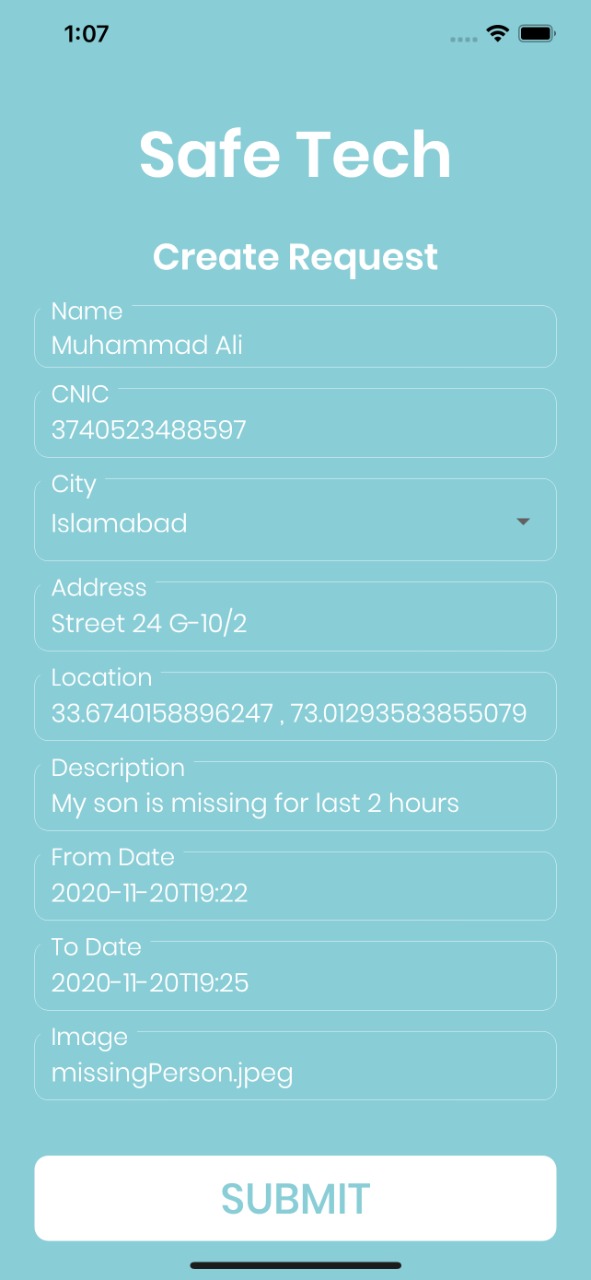 1:07
Safe Tech
Create Request
Name
Muhammad Ali
CNIC
3740523488597
City
Islamabad
Address
Street 24 G-10/2
Location
33.6740158896247 , 73.01293583855079
Description
My son is missing for last 2 hours
From Date
2020-11-20T19:22
To Date
2020-11-20T19:25
Image
missingPerson.jpeg
SUBMIT